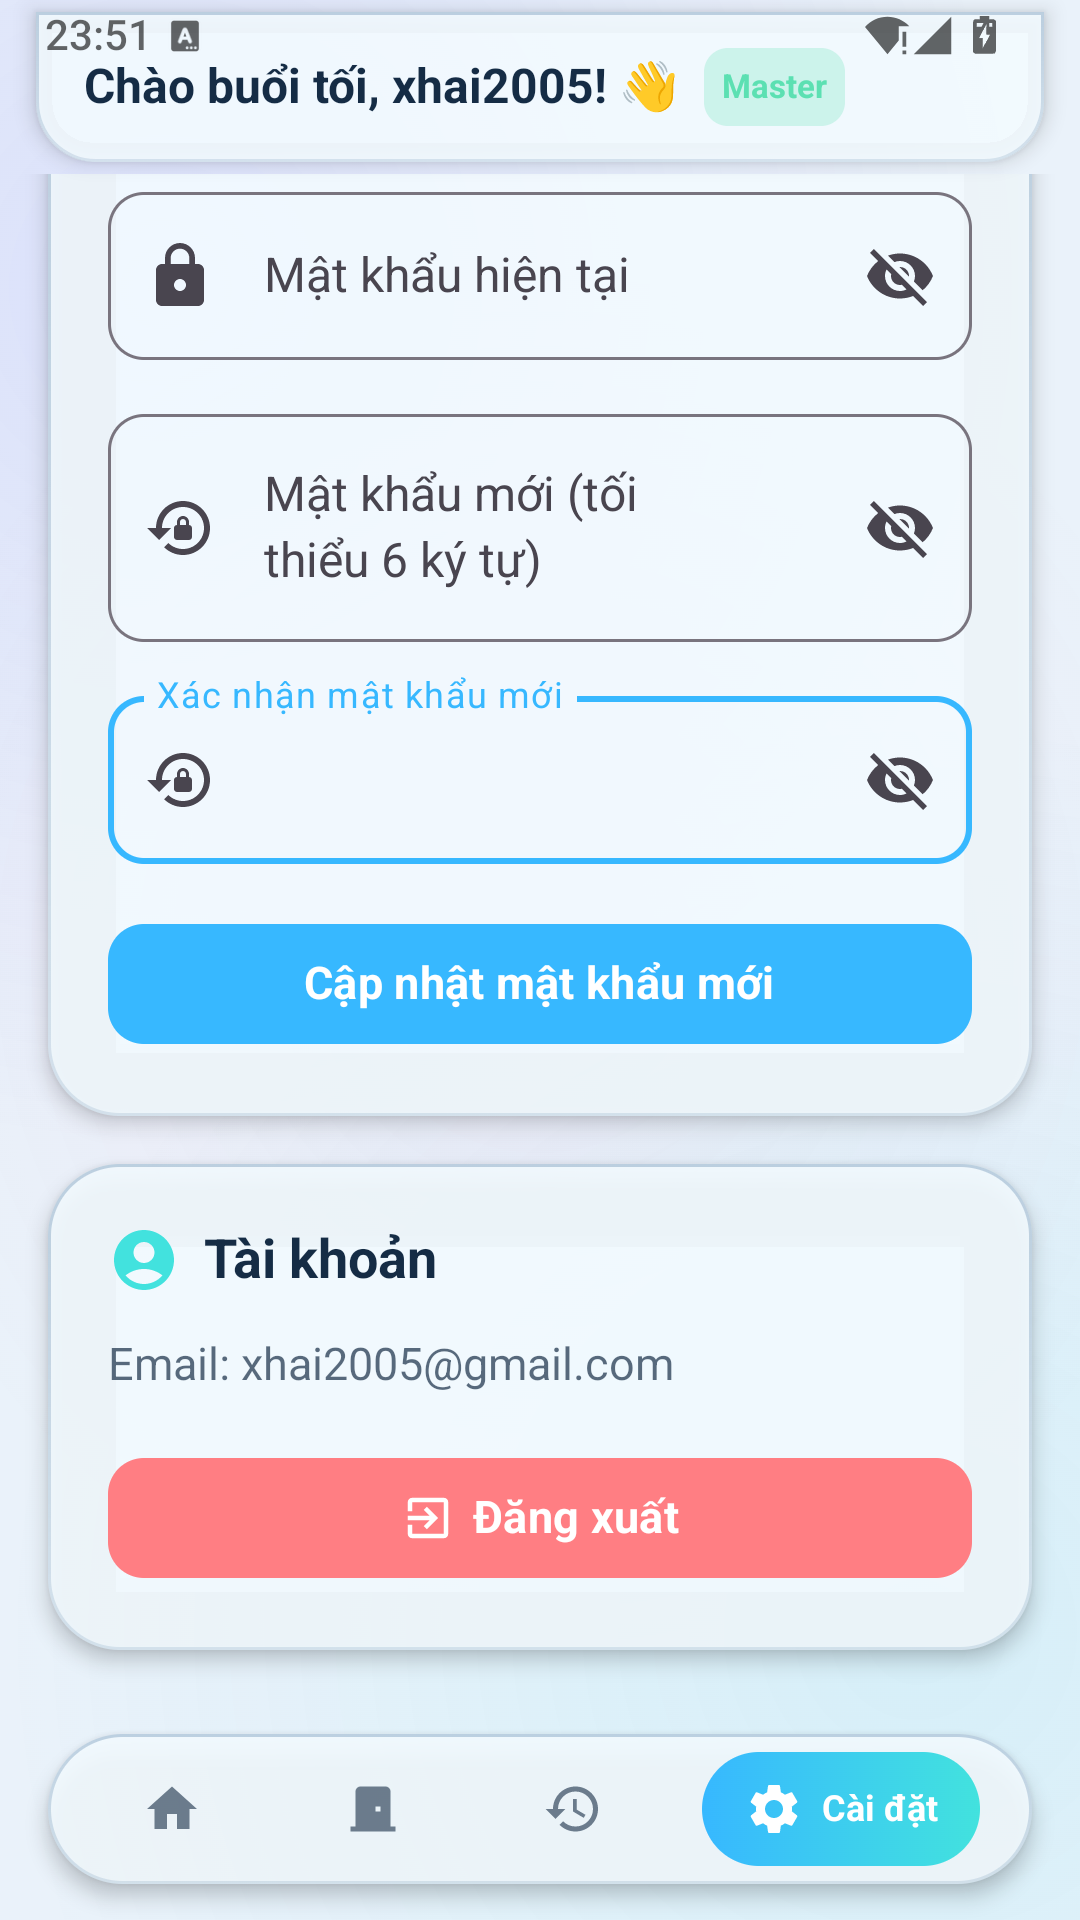 23:51
Chào buổi tối, xhai2005! 👋 Master
Mật khẩu hiện tại
Mật khẩu mới (tối
thiểu 6 ký tự)
Xác nhận mật khẩu mới
Cập nhật mật khẩu mới
Tài khoản
Email: xhai2005@gmail.com
Đăng xuất
Cài đặt